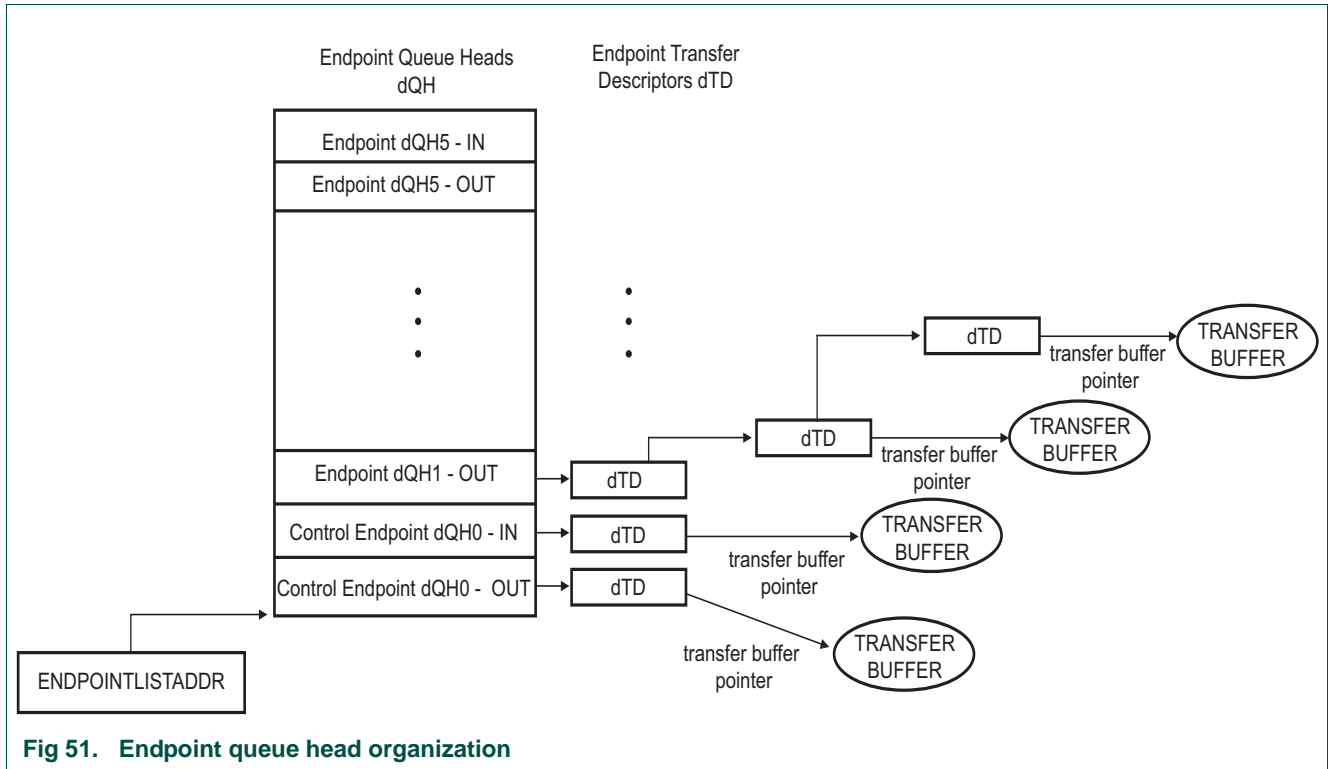 Endpoint Queue Heads
dQH
Endpoint Transfer
Descriptors dTD
Endpoint dQH5 - IN
Endpoint dQH5 - OUT
dTD
transfer buffer
pointer
TRANSFER
BUFFER
dTD
transfer buffer
pointer
TRANSFER
BUFFER
Endpoint dQH1 - OUT
dTD
Control Endpoint dQH0 - IN
dTD
transfer buffer
pointer
TRANSFER
BUFFER
Control Endpoint dQH0 - OUT
dTD
transfer buffer
pointer
TRANSFER
BUFFER
ENDPOINTLISTADDR
Fig 51. Endpoint queue head organization